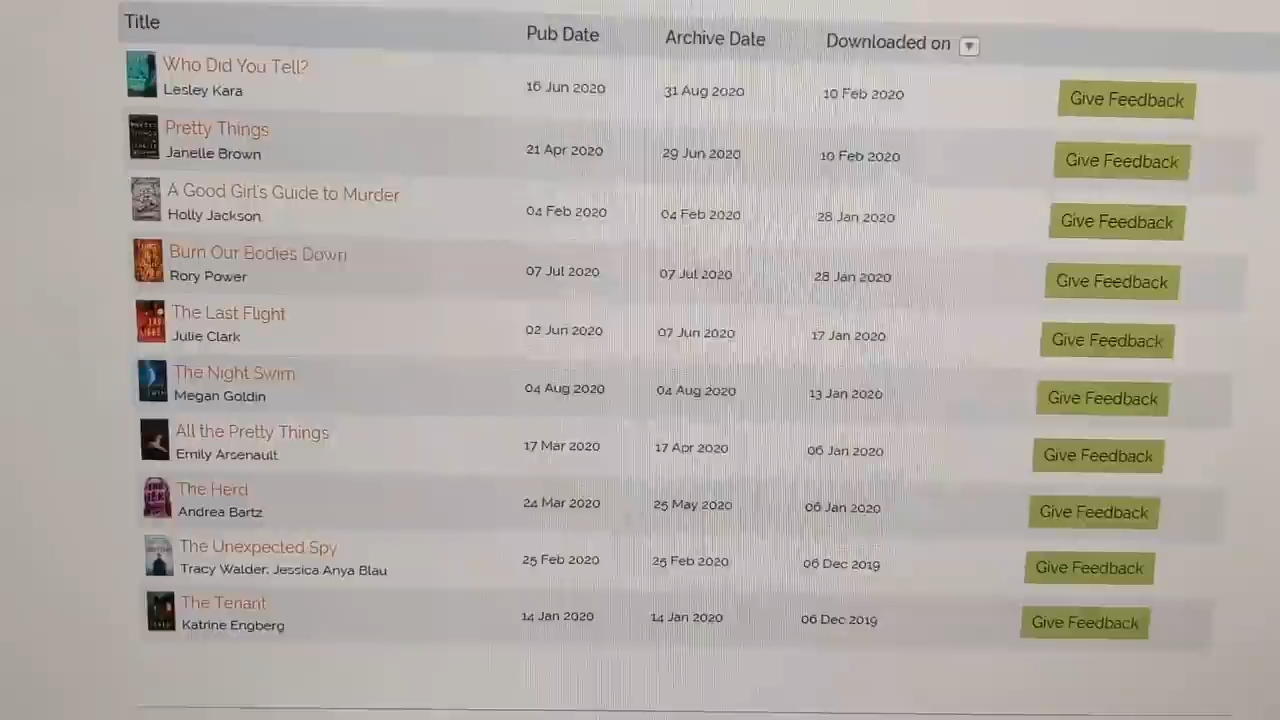 Title Pub Date Archive Date Downloaded on
Who Did You Tell?
Lesley Kara 16 Jun 2020 31 Aug 2020 10 Feb 2020 Give Feedback
Pretty Things
Janelle Brown 21 Apr 2020 29 Jun 2020 10 Feb 2020 Give Feedback
A Good Girl's Guide to Murder
Holly Jackson 04 Feb 2020 04 Feb 2020 28 Jan 2020 Give Feedback
Burn Our Bodies Down
Rory Power 07 Jul 2020 07 Jul 2020 28 Jan 2020 Give Feedback
The Last Flight
Julie Clark 02 Jun 2020 07 Jun 2020 17 Jan 2020 Give Feedback
The Night Swim
Megan Goldin 04 Aug 2020 04 Aug 2020 13 Jan 2020 Give Feedback
All the Pretty Things
Emily Arsenault 17 Mar 2020 17 Apr 2020 06 Jan 2020 Give Feedback
The Herd
Andrea Bartz 24 Mar 2020 25 May 2020 06 Jan 2020 Give Feedback
The Unexpected Spy
Tracy Walder, Jessica Anya Blau 25 Feb 2020 25 Feb 2020 06 Dec 2019 Give Feedback
The Tenant
Katrine Engberg 14 Jan 2020 14 Jan 2020 06 Dec 2019 Give Feedback